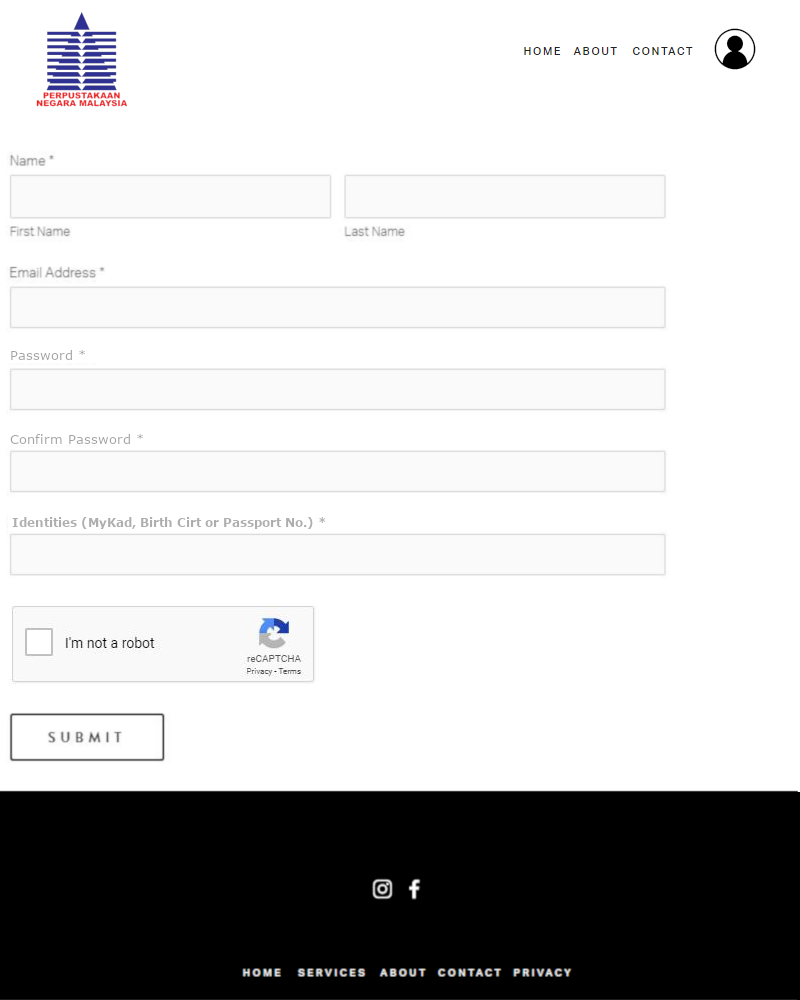 PERPUSTAKAAN
NEGARA MALAYSIA
HOME ABOUT CONTACT
Name *
First Name Last Name
Email Address *
Password *
Confirm Password *
Identities (MyKad, Birth Cirt or Passport No.) *
I'm not a robot
reCAPTCHA
Privacy - Terms
SUBMIT
HOME SERVICES ABOUT CONTACT PRIVACY